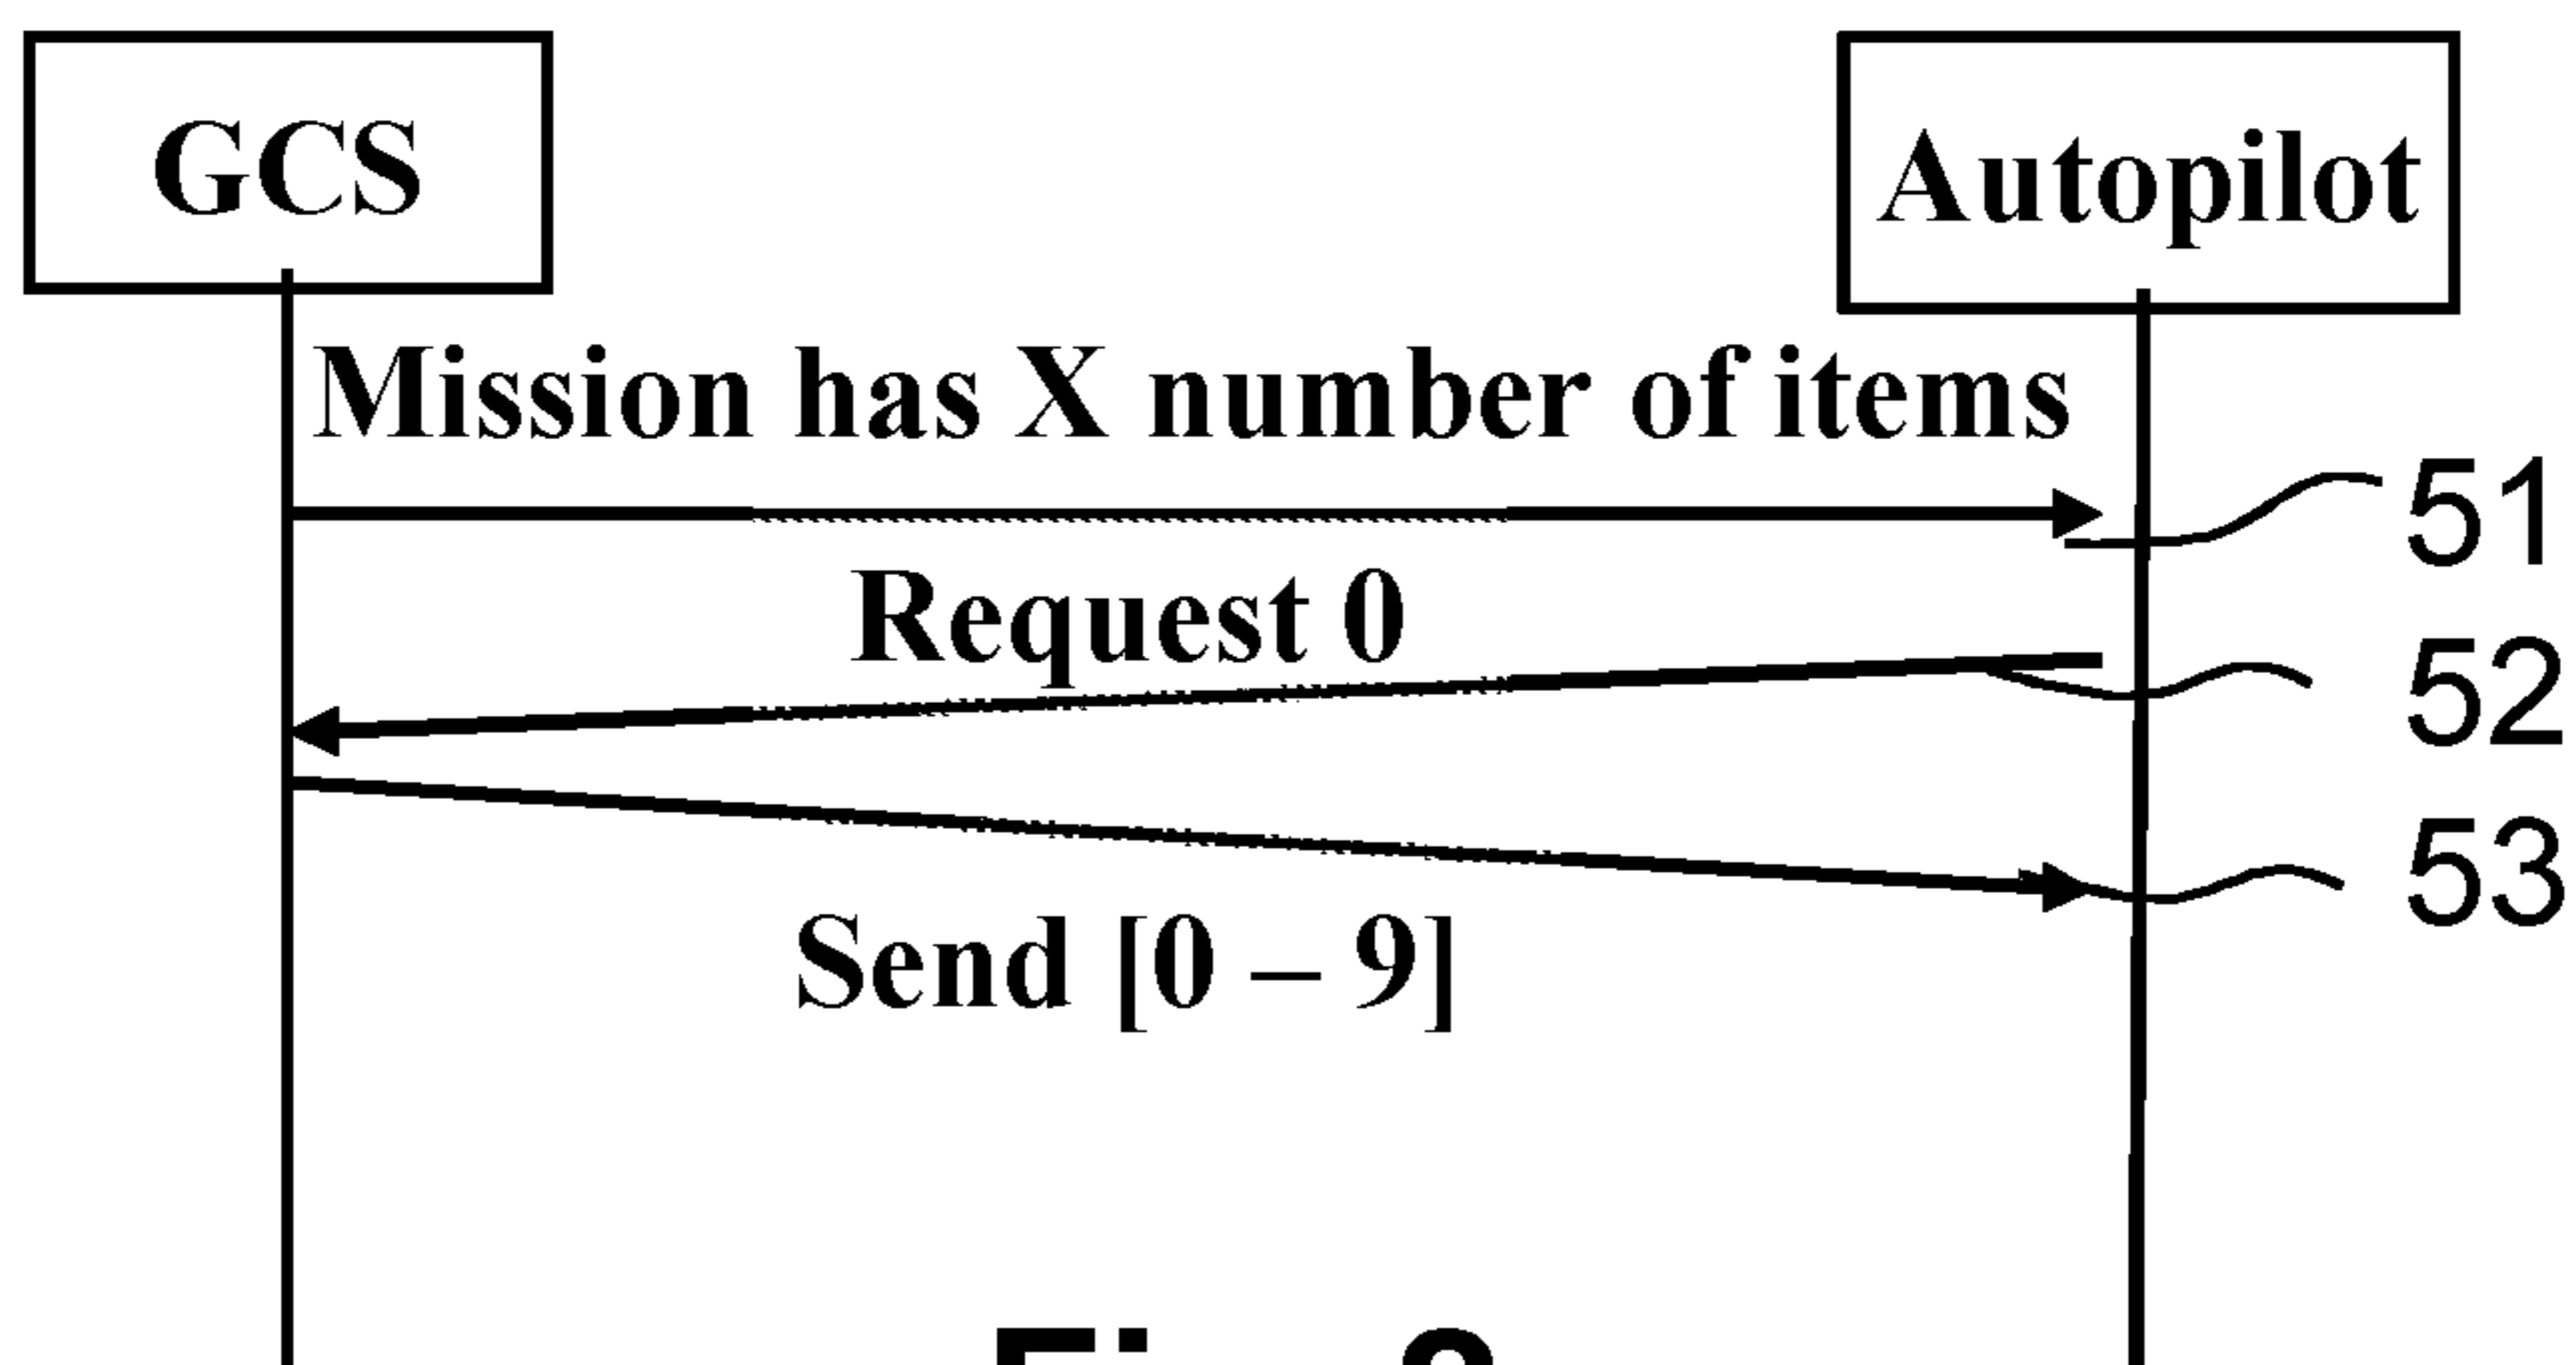 GCS
Autopilot
Mission has X number of items
51
Request 0
52
53
Send [0 – 9]